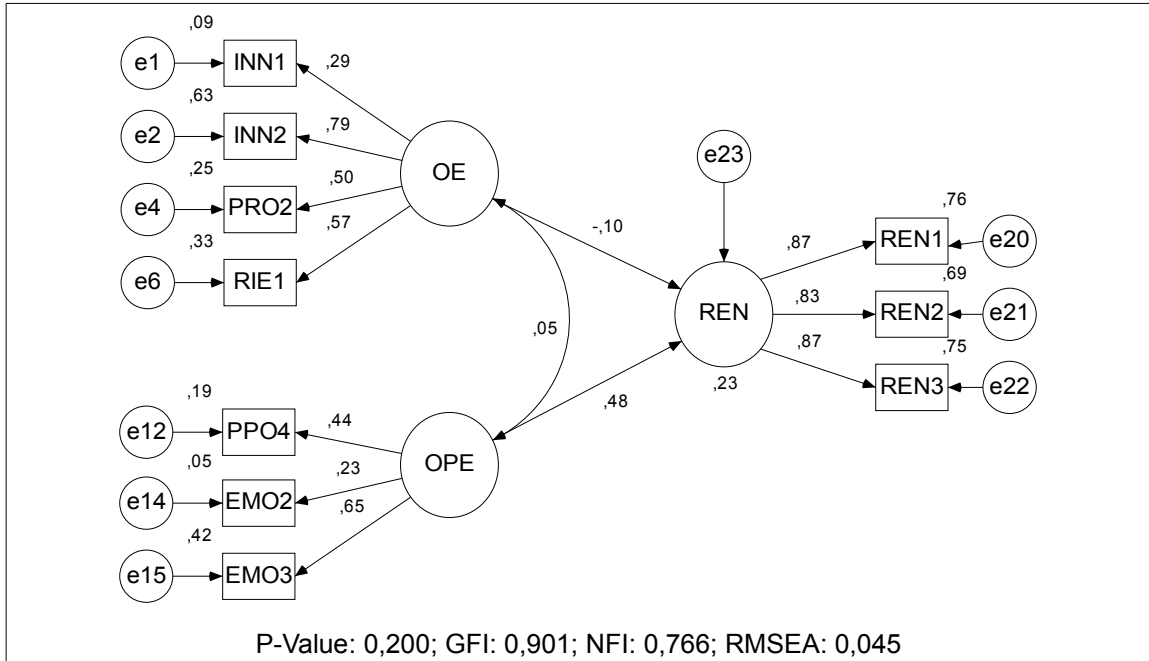 ,09
e1 INN1 ,29
,63
e2 INN2 ,79
,25
e4 PRO2 ,50
,33
e6 RIE1 ,57
OE
e23
-,10
,05
,48
REN
,23
,76
,87 REN1 e20
,69
,83 REN2 e21
,75
,87 REN3 e22
,19
e12 PPO4 ,44
,05
e14 EMO2 ,23
,42
e15 EMO3 ,65
OPE
P-Value: 0,200; GFI: 0,901; NFI: 0,766; RMSEA: 0,045